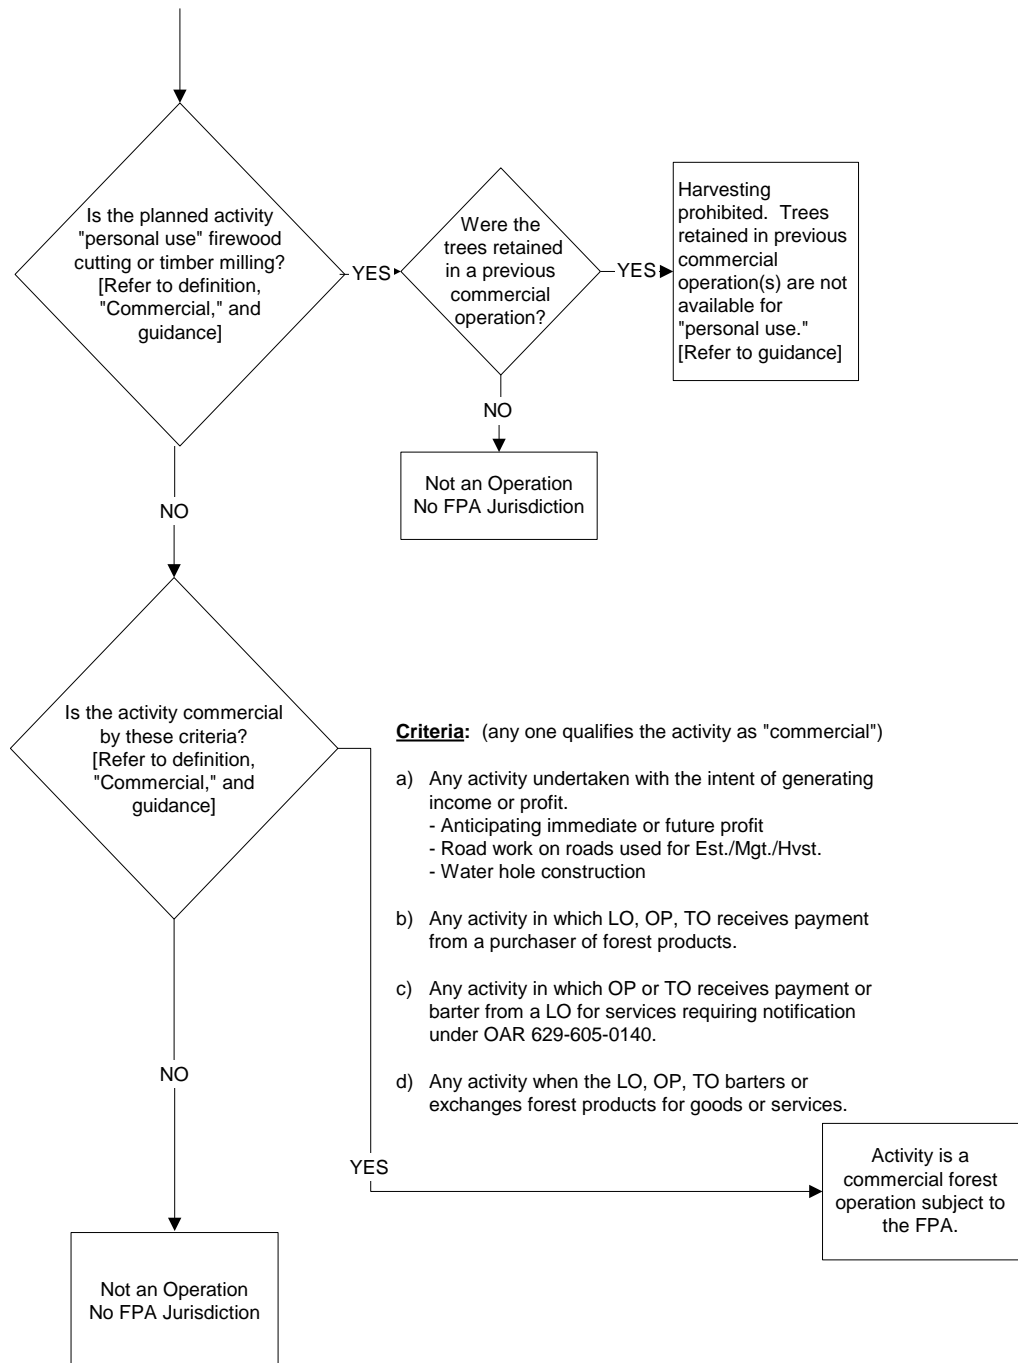 Is the planned activity
"personal use" firewood
cutting or timber milling?
[Refer to definition,
"Commercial," and
guidance]
YES
Were the
trees retained
in a previous
commercial
operation?
YES
Harvesting
prohibited.  Trees
retained in previous
commercial
operation(s) are not
available for
"personal use."
[Refer to guidance]
NO
Not an Operation
No FPA Jurisdiction
NO
Is the activity commercial
by these criteria?
[Refer to definition,
"Commercial," and
guidance]
Criteria:  (any one qualifies the activity as "commercial")
a)  Any activity undertaken with the intent of generating
income or profit.
- Anticipating immediate or future profit
- Road work on roads used for Est./Mgt./Hvst.
- Water hole construction
b)  Any activity in which LO, OP, TO receives payment
from a purchaser of forest products.
c)  Any activity in which OP or TO receives payment or
barter from a LO for services requiring notification
under OAR 629-605-0140.
d)  Any activity when the LO, OP, TO barters or
exchanges forest products for goods or services.
NO
YES
Activity is a
commercial forest
operation subject to
the FPA.
Not an Operation
No FPA Jurisdiction